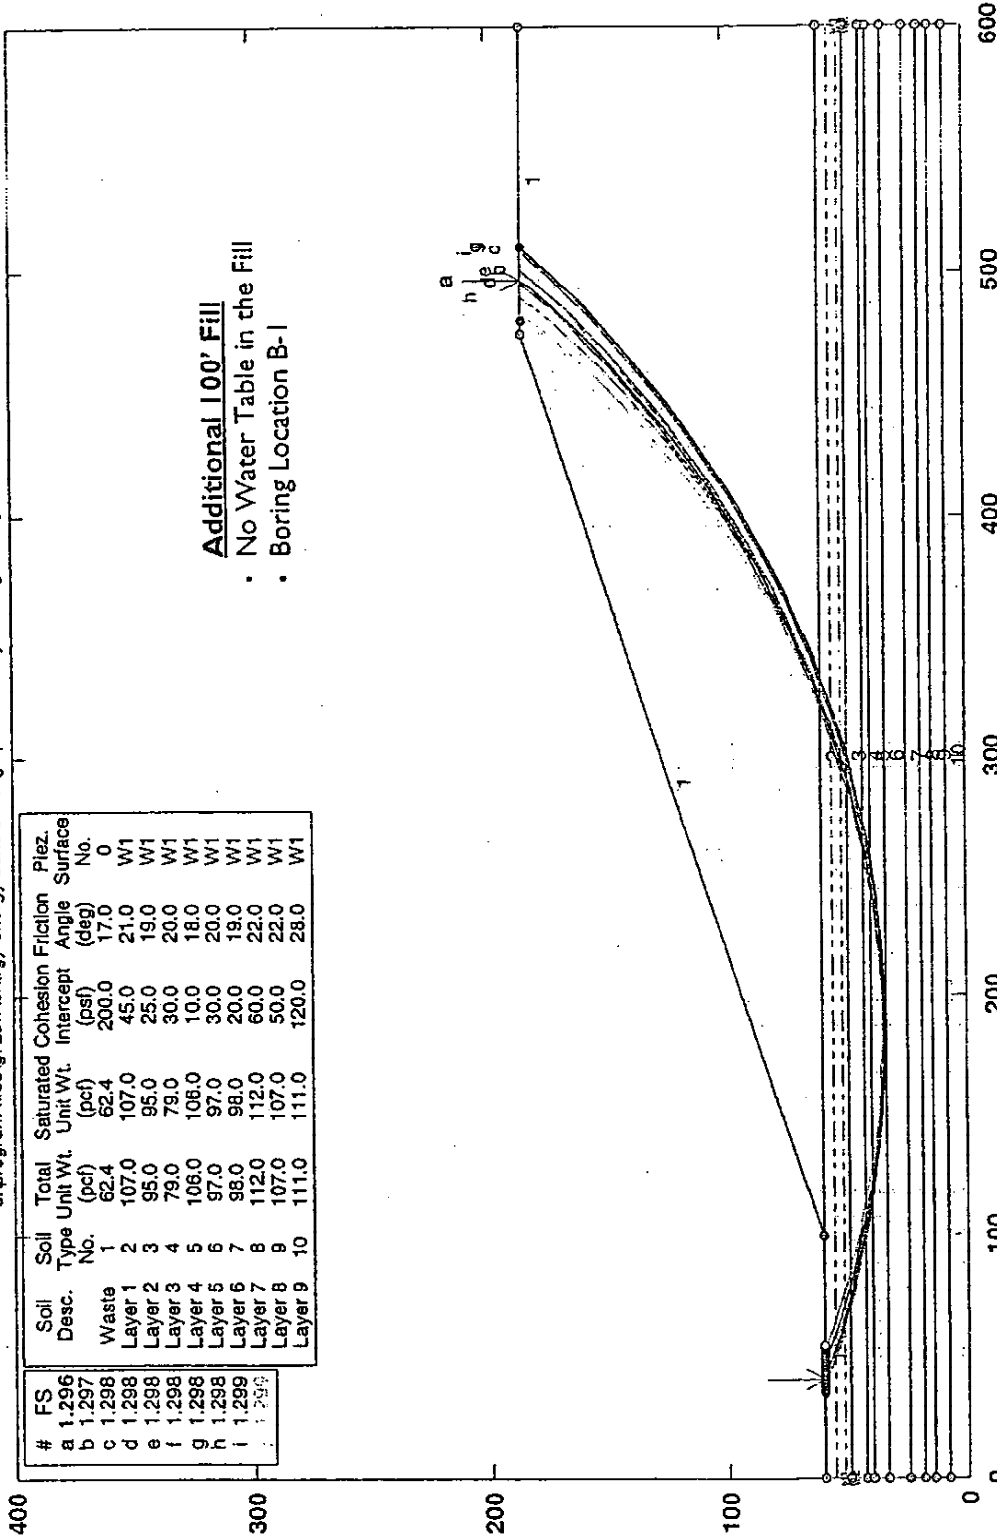 # FS
a 1.296
b 1.297
c 1.298
d 1.298
e 1.298
f 1.298
g 1.298
h 1.298
i 1.299
Soil Soil Total Saturated Cohesion Friction Piez.
Desc. Type Unit Wt. Unit Wt. Intercept Angle Surface
No. (pcf) (pcf) (psf) (deg) No.
Waste 1 62.4 62.4 200.0 17.0 0
Layer 1 2 107.0 107.0 45.0 21.0 W1
Layer 2 3 95.0 95.0 25.0 19.0 W1
Layer 3 4 79.0 79.0 30.0 20.0 W1
Layer 4 5 106.0 106.0 10.0 18.0 W1
Layer 5 6 97.0 97.0 30.0 20.0 W1
Layer 6 7 98.0 98.0 20.0 19.0 W1
Layer 7 8 112.0 112.0 60.0 22.0 W1
Layer 8 9 107.0 107.0 50.0 22.0 W1
Layer 9 10 111.0 111.0 120.0 28.0 W1
Additional 100' Fill
• No Water Table in the Fill
• Boring Location B-1
400
300
200
100
0
a
h
d
e
b
i
g
c
1
1
2
3
6
7
9
10
0
100
200
300
400
500
600